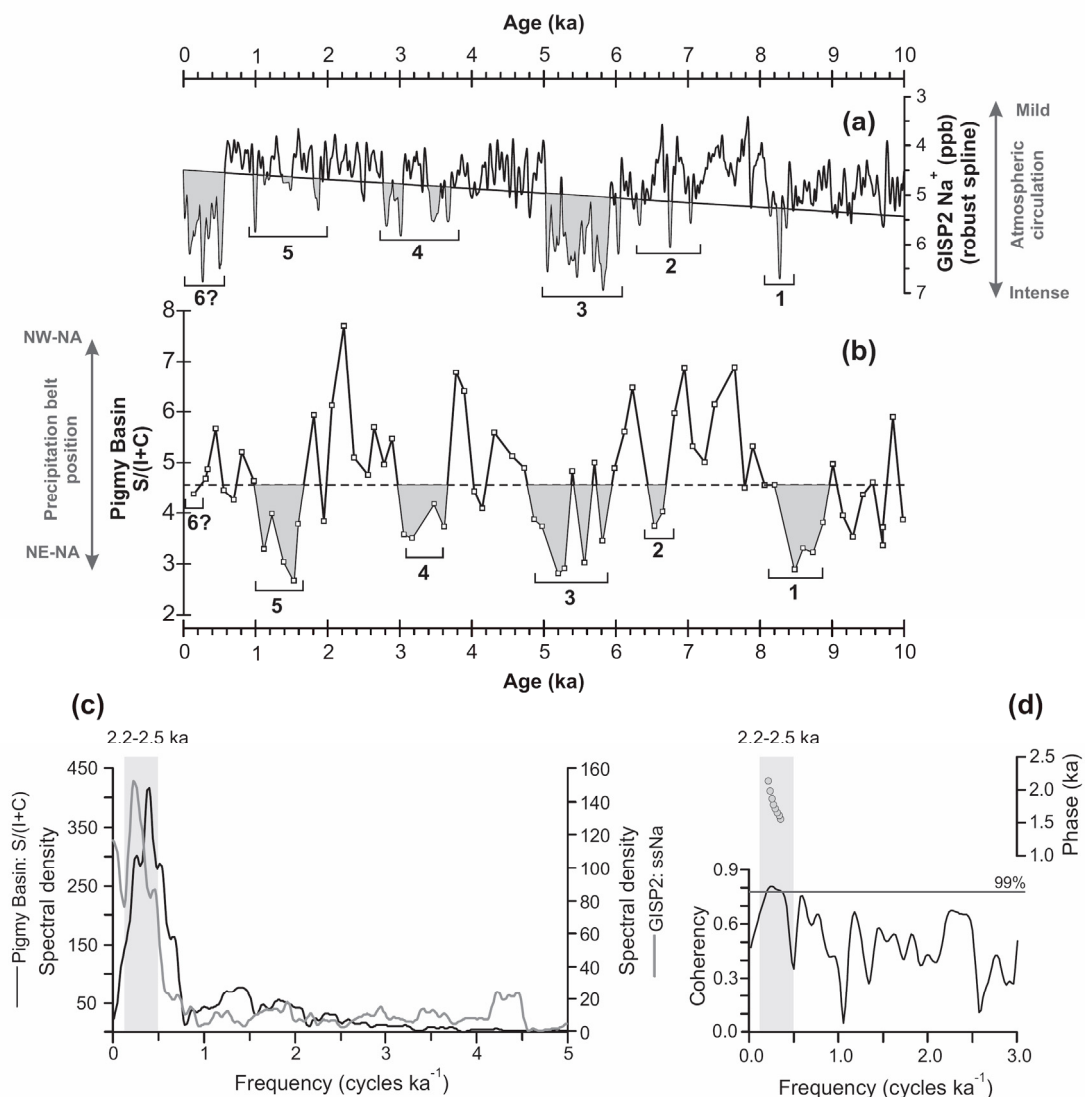 Age (ka)
0 1 2 3 4 5 6 7 8 9 10
(a)
3
4
5
6
7
GISP2 Na+ (ppb)
(robust spline)
Mild
Atmospheric
circulation
Intense
6?
5
4
3
2
1
NW-NA
Precipitation belt
position
NE-NA
Pigmy Basin
S/(I+C)
8
7
6
5
4
3
2
(b)
6?
5
4
3
2
1
0 1 2 3 4 5 6 7 8 9 10
Age (ka)
(c)
2.2-2.5 ka
Pigmy Basin: S/(I+C)
Spectral density
450
350
250
150
50
160
140
120
100
80
60
40
20
0
Spectral density
GISP2: ssNa
0 1 2 3 4 5
Frequency (cycles ka-1)
(d)
2.2-2.5 ka
2.5
2.0
1.5
1.0
Phase (ka)
99%
Coherency
0.9
0.6
0.3
0.0
0.0 1.0 2.0 3.0
Frequency (cycles ka-1)